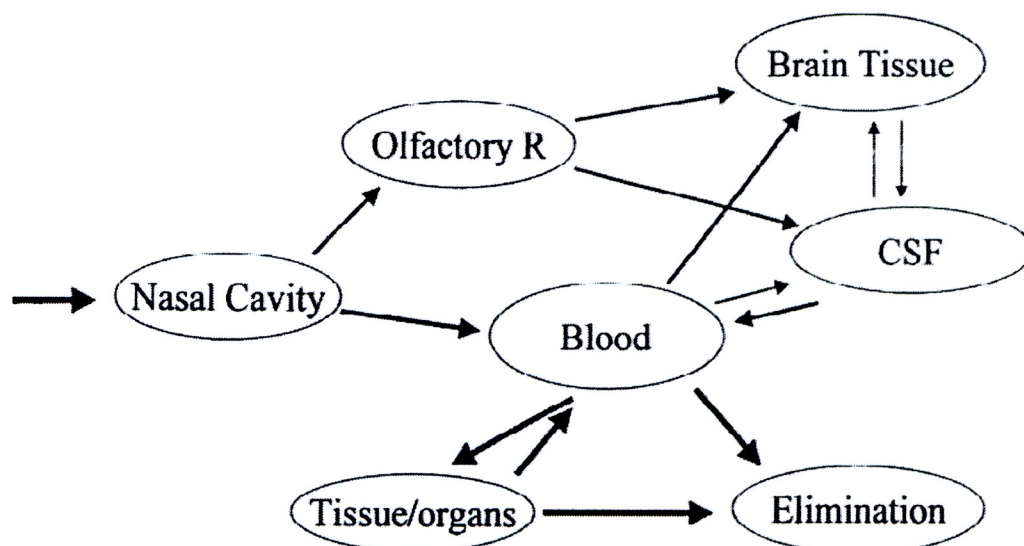 Brain Tissue
Olfactory R
CSF
Nasal Cavity
Blood
Tissue/organs
Elimination